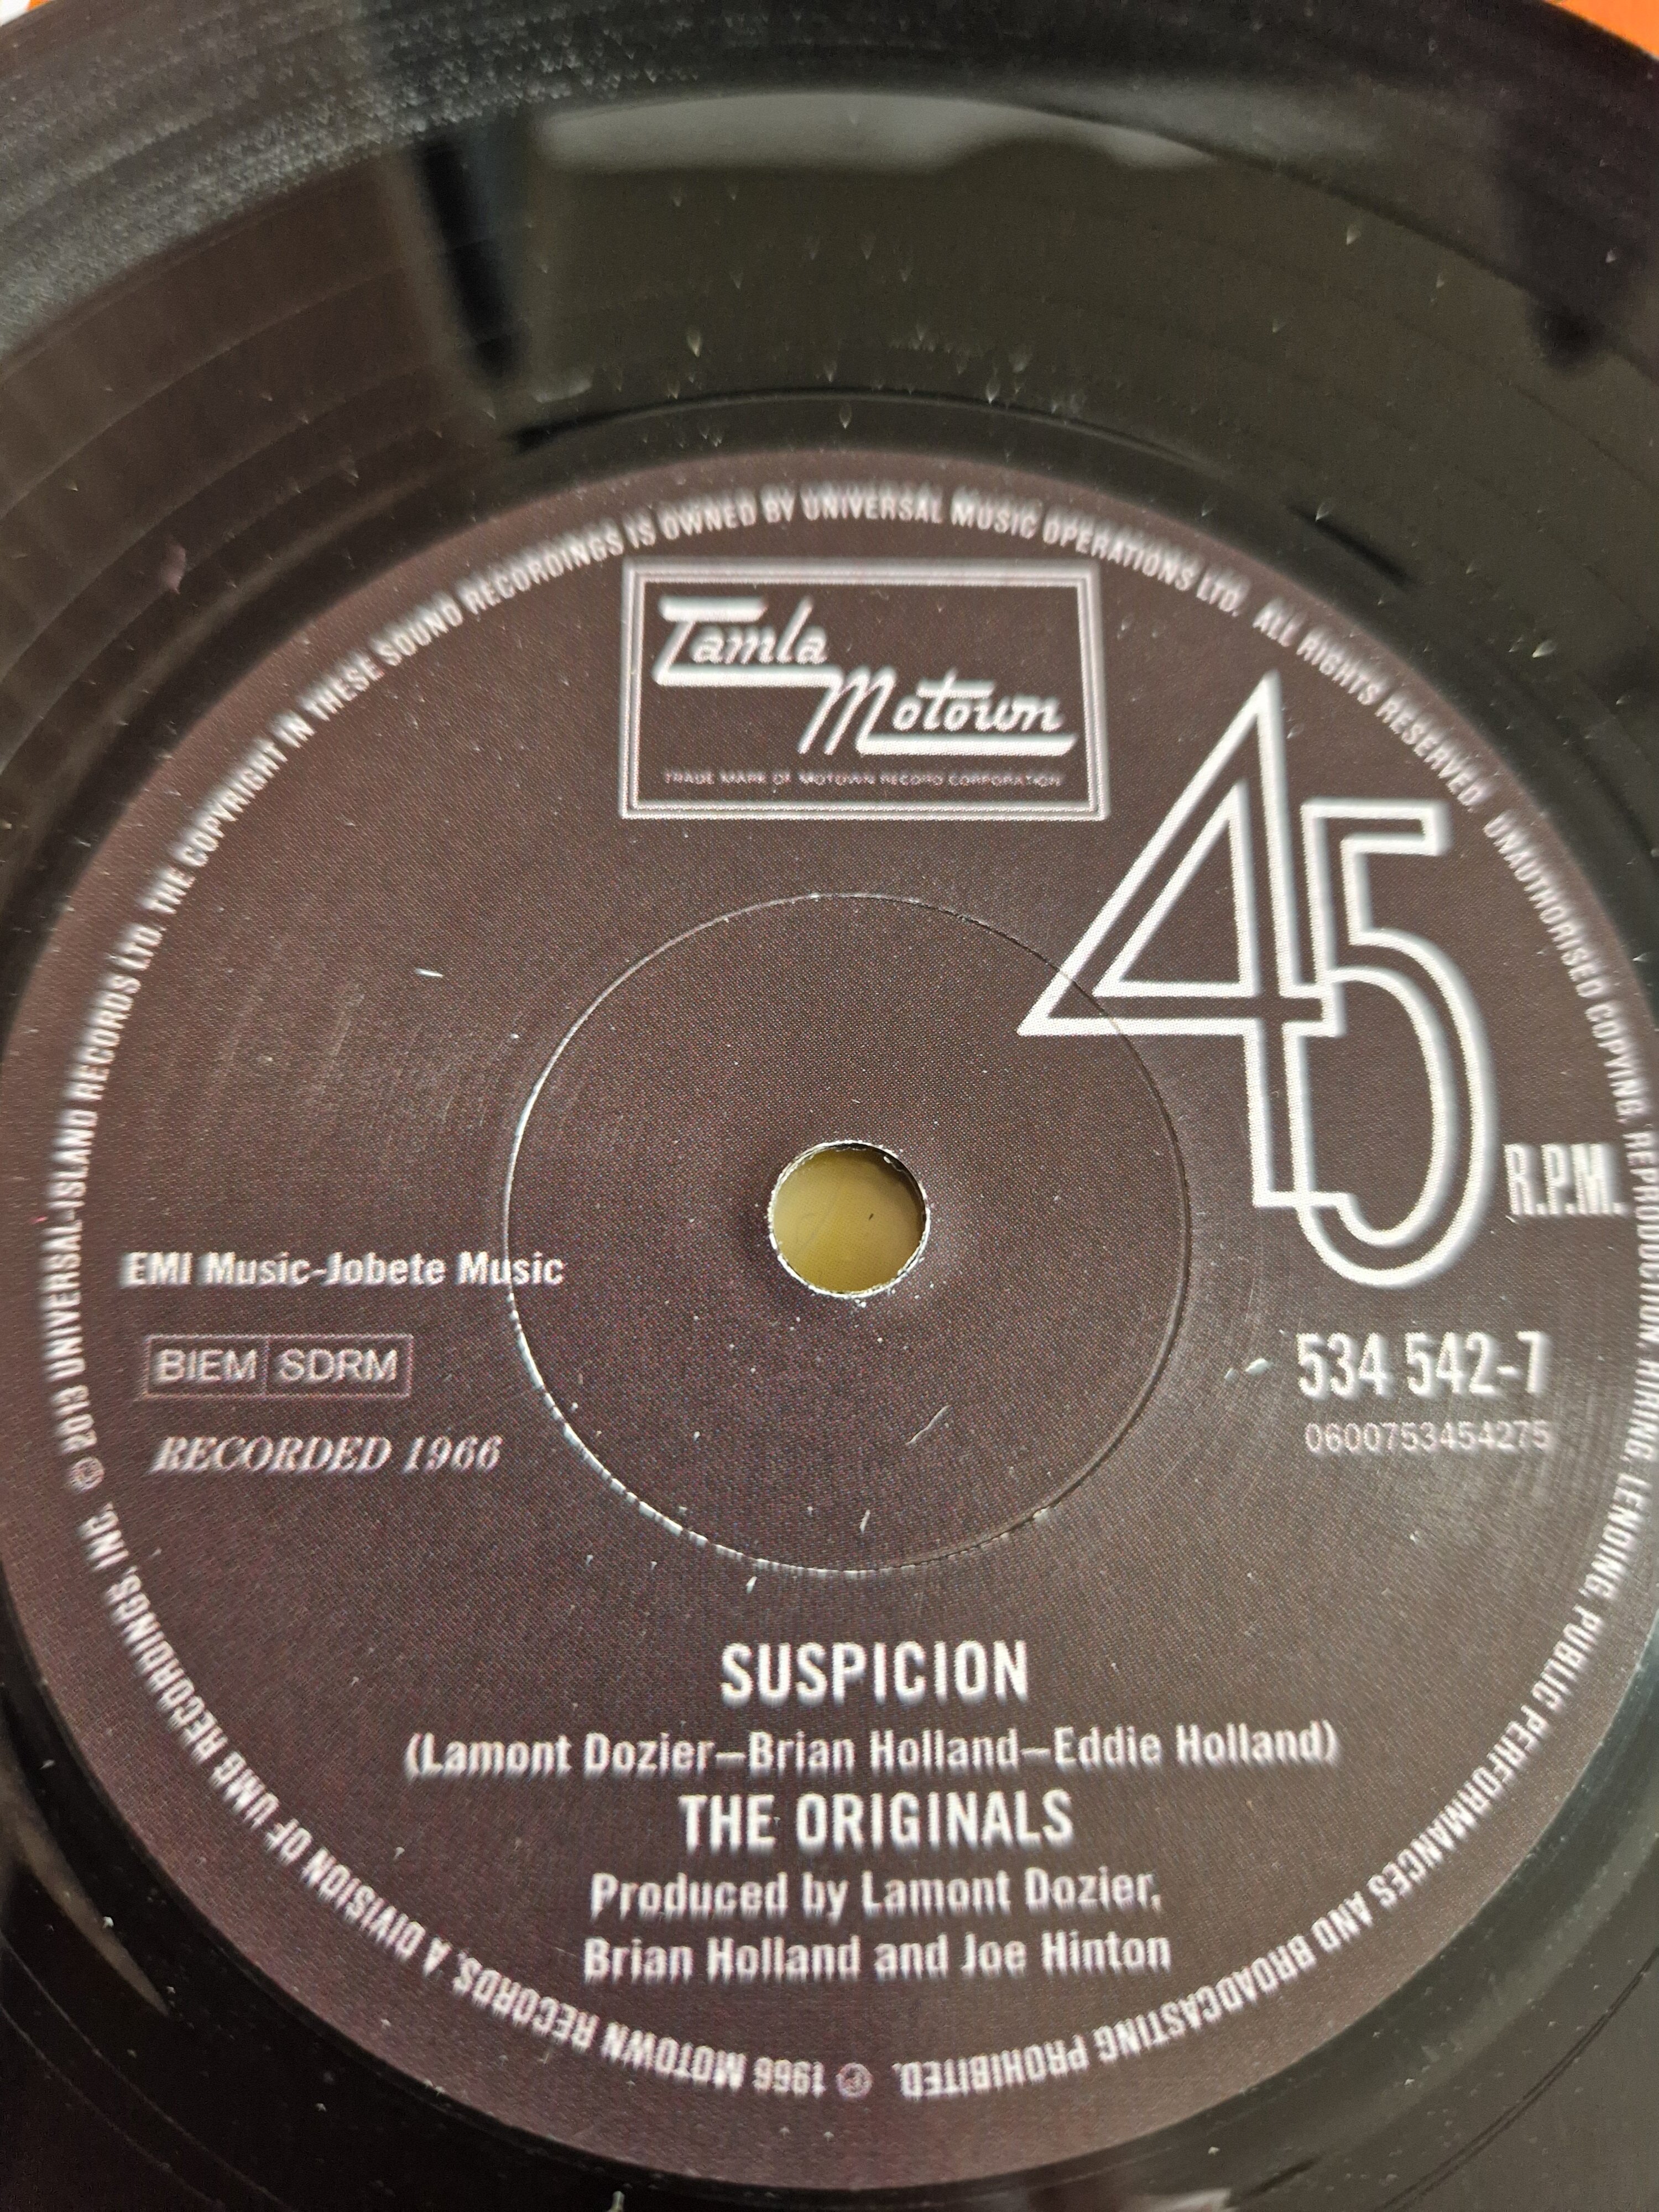 Tamla
Motown
TRADE MARK OF MOTOWN RECORD CORPORATION
45
R.P.M.
EMI Music-Jobete Music
BIEM SDRM
RECORDED 1966
534 542-7
0600753454275
SUSPICION
(Lamont Dozier–Brian Holland–Eddie Holland)
THE ORIGINALS
Produced by Lamont Dozier,
Brian Holland and Joe Hinton
℗ 1966 MOTOWN RECORDS, A DIVISION OF UMG RECORDINGS, INC. © 2013 UNIVERSAL-ISLAND RECORDS LTD. THE COPYRIGHT IN THESE SOUND RECORDINGS IS OWNED BY UNIVERSAL MUSIC OPERATIONS LTD. ALL RIGHTS RESERVED. UNAUTHORISED COPYING, REPRODUCTION, HIRING, LENDING, PUBLIC PERFORMANCES AND BROADCASTING PROHIBITED.